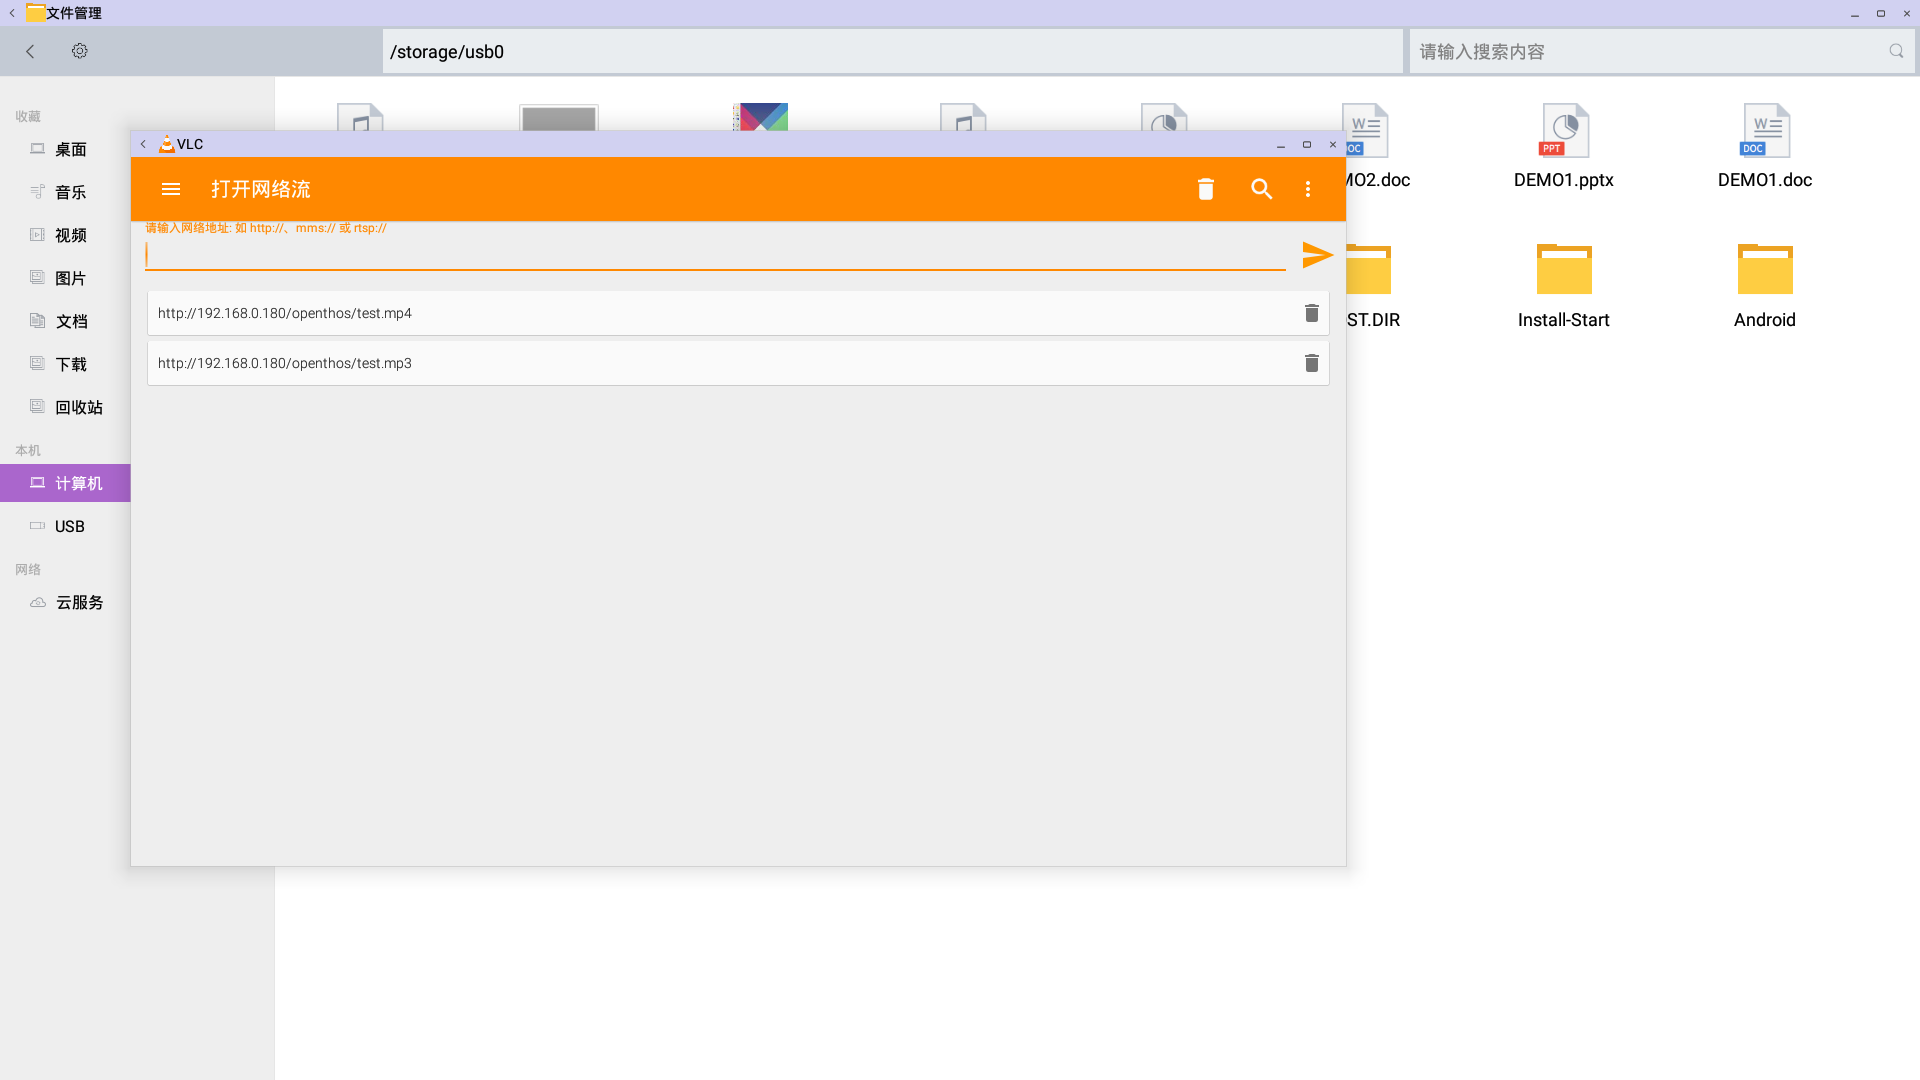 文件管理
/storage/usb0
请输入搜索内容
收藏
桌面
音乐
视频
图片
文档
下载
回收站
本机
计算机
USB
网络
云服务
DOC
PPT
DOC
MO2.doc
DEMO1.pptx
DEMO1.doc
ST.DIR
Install-Start
Android
VLC
打开网络流
请输入网络地址: 如 http://、mms:// 或 rtsp://
http://192.168.0.180/openthos/test.mp4
http://192.168.0.180/openthos/test.mp3